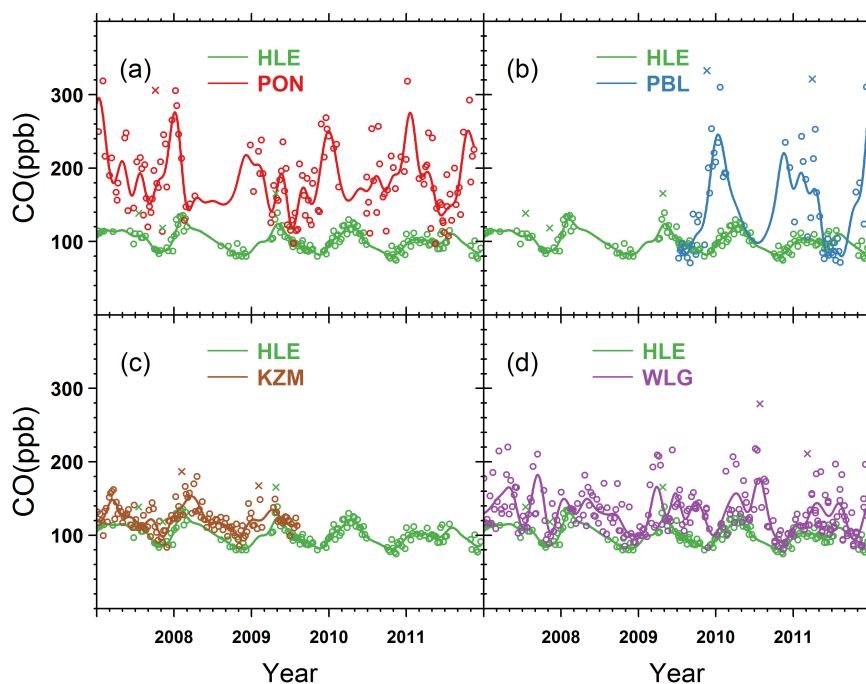 (a)
HLE
PON
(b)
HLE
PBL
CO(ppb)
300
200
100
(c)
HLE
KZM
(d)
HLE
WLG
CO(ppb)
300
200
100
0
2008
2009
2010
2011
2008
2009
2010
2011
Year
Year